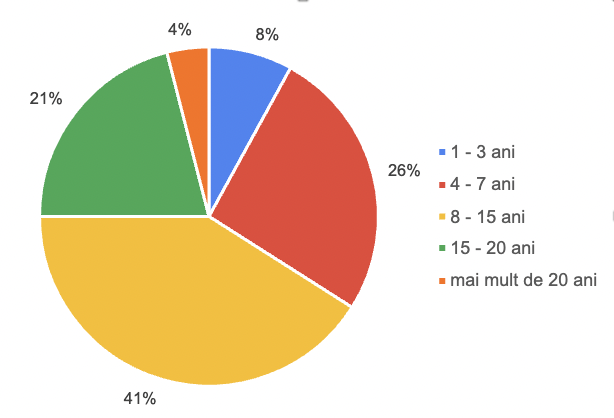 4%
8%
21%
26%
41%
1 - 3 ani
4 - 7 ani
8 - 15 ani
15 - 20 ani
mai mult de 20 ani